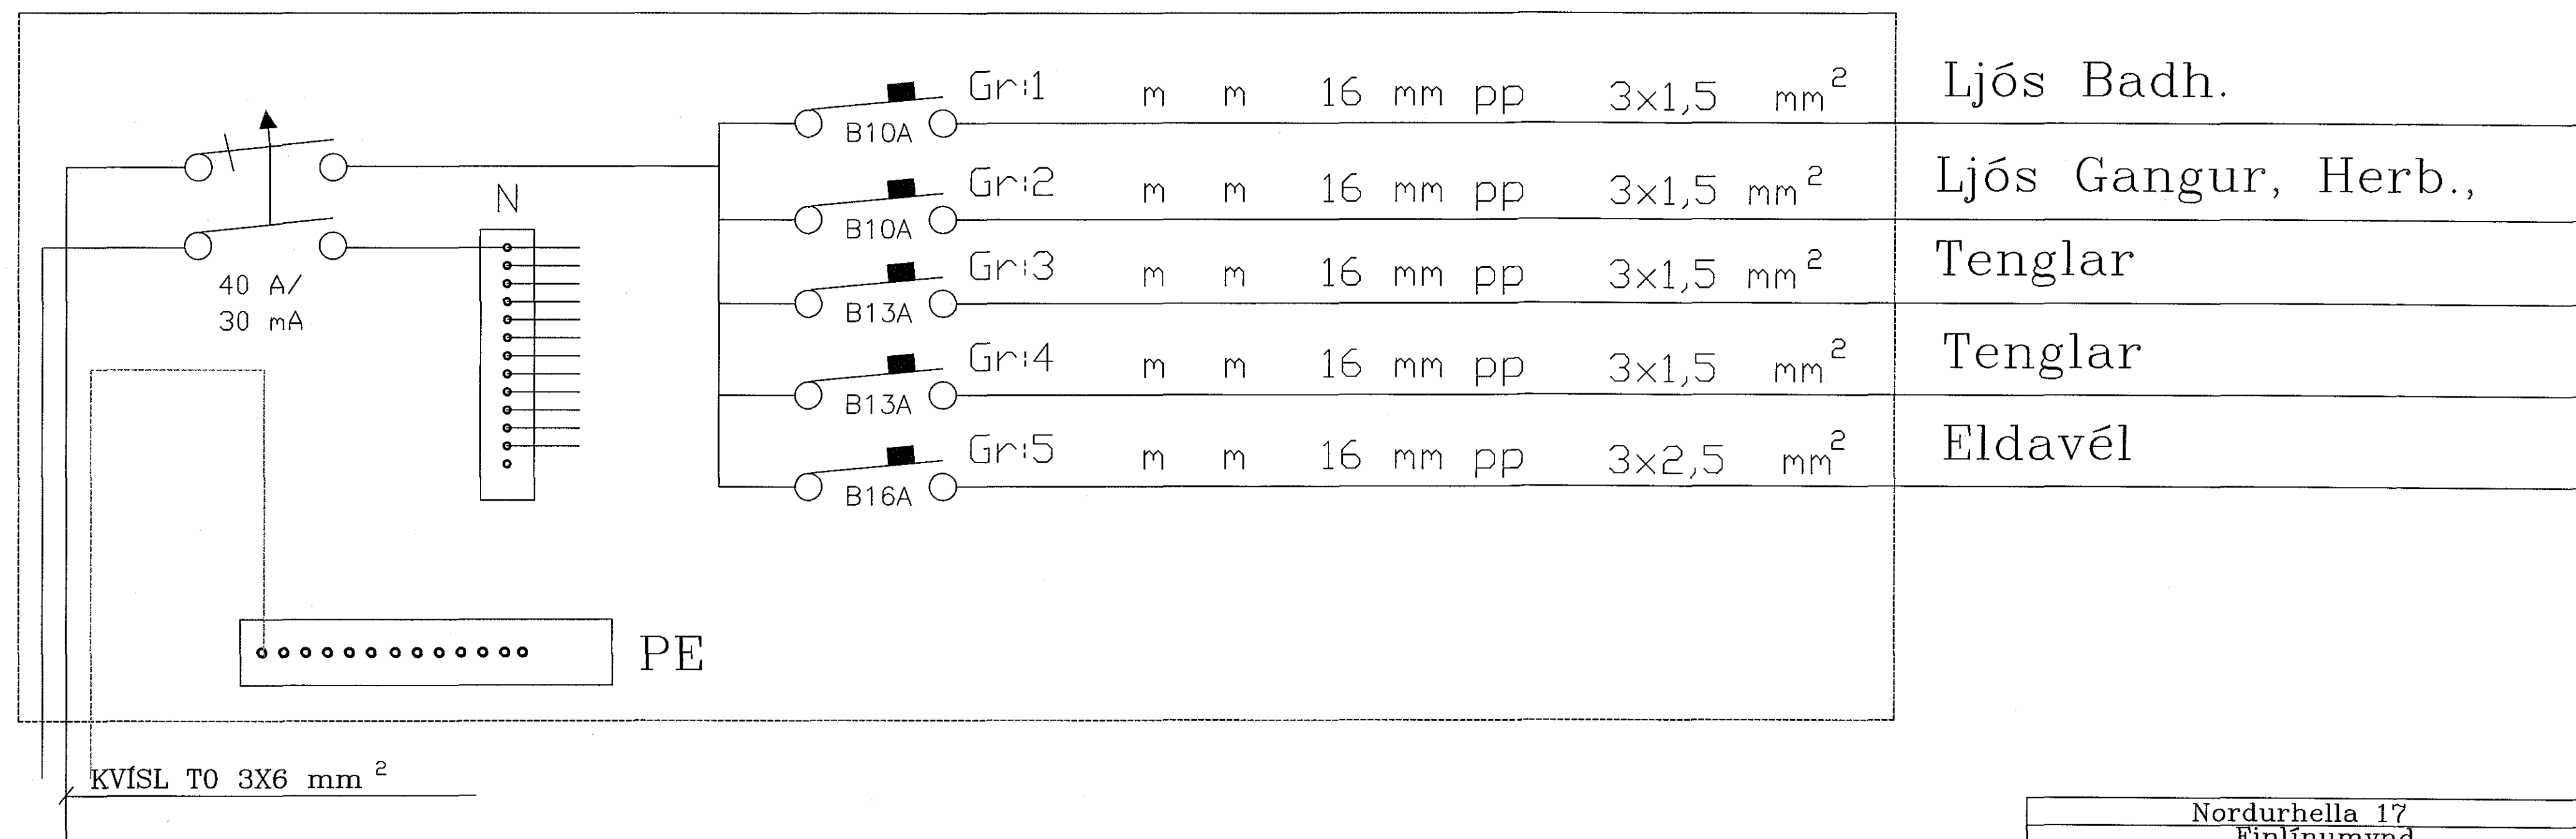 Gr:1 m m 16 mm pp 3x1,5 mm² Ljós Badh.
B10A
Gr:2 m m 16 mm pp 3x1,5 mm² Ljós Gangur, Herb.,
B10A
N
Gr:3 m m 16 mm pp 3x1,5 mm² Tenglar
B13A
40 A/
30 mA
Gr:4 m m 16 mm pp 3x1,5 mm² Tenglar
B13A
Gr:5 m m 16 mm pp 3x2,5 mm² Eldavél
B16A
PE
KVÍSL TO 3X6 mm²
Nordurhella 17
Einlínumynd